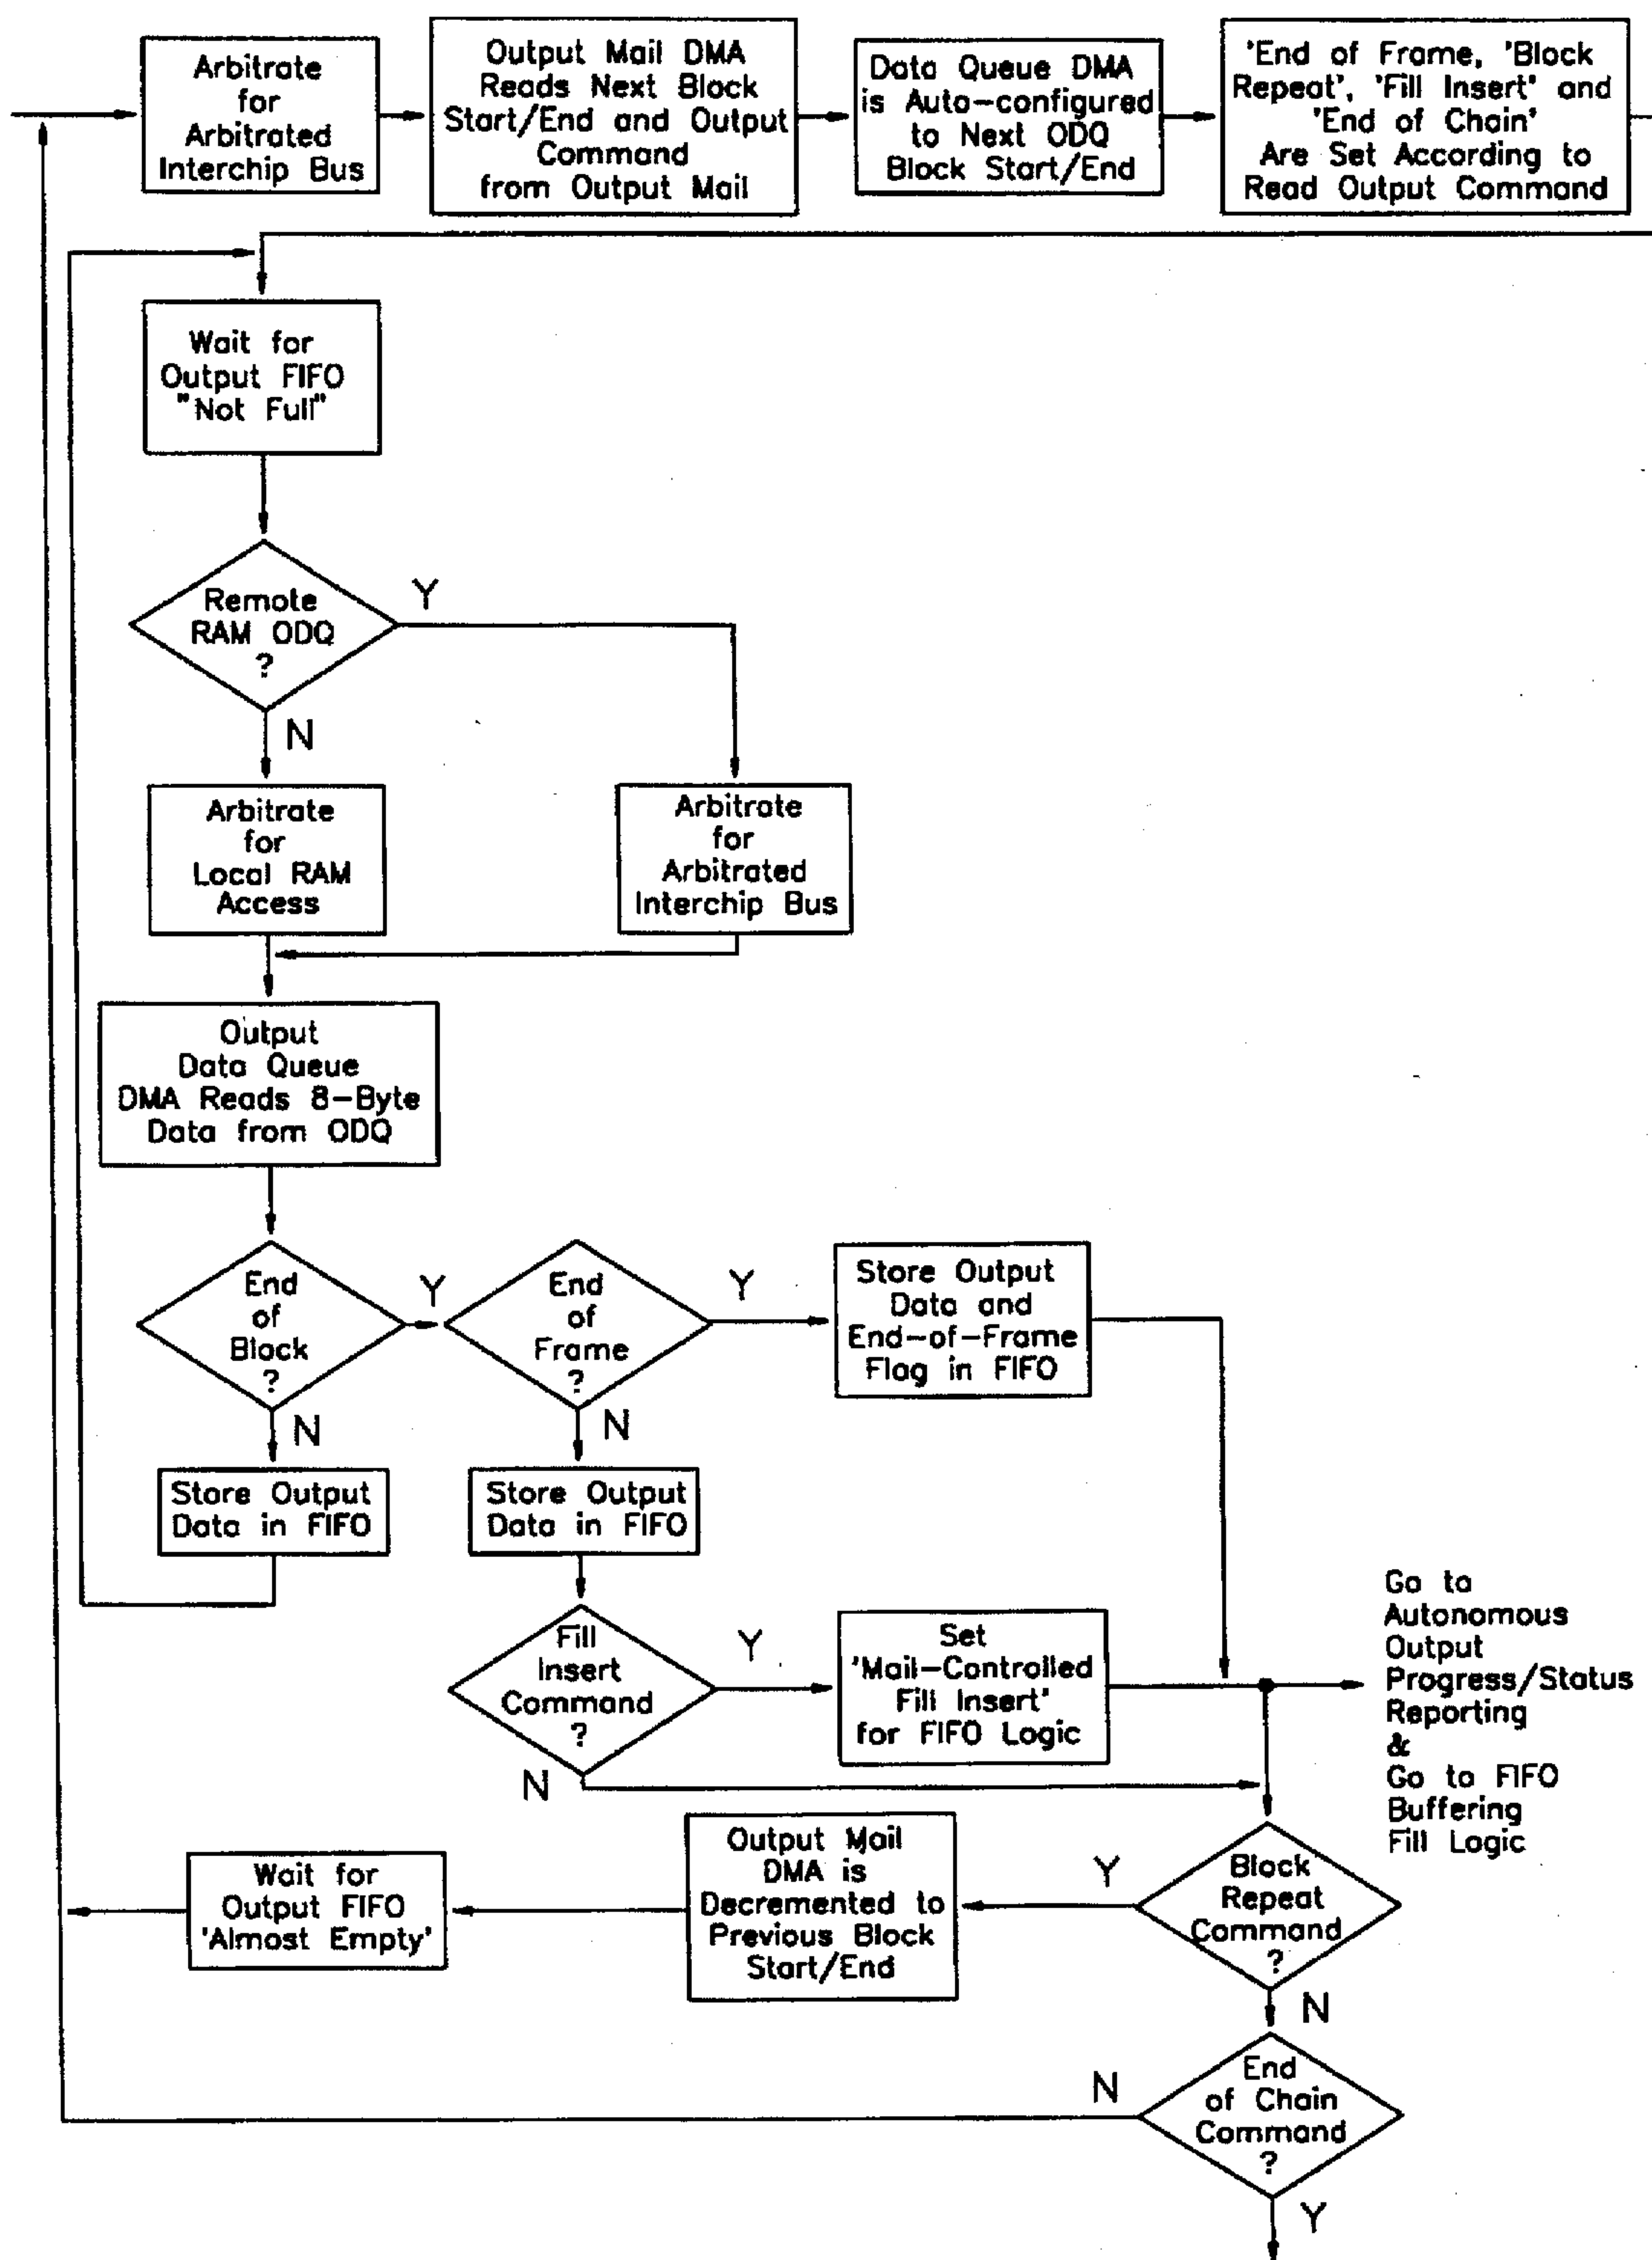 Arbitrate
for
Arbitrated
Interchip Bus
Output Mail DMA
Reads Next Block
Start/End and Output
Command
from Output Mail
Data Queue DMA
is Auto-configured
to Next ODQ
Block Start/End
'End of Frame, 'Block
Repeat', 'Fill Insert' and
'End of Chain'
Are Set According to
Read Output Command
Wait for
Output FIFO
"Not Full"
Remote
RAM ODQ
?
Y
N
Arbitrate
for
Local RAM
Access
Arbitrate
for
Arbitrated
Interchip Bus
Output
Data Queue
DMA Reads 8-Byte
Data from ODQ
End
of
Block
?
Y
N
End
of
Frame
?
Y
N
Store Output
Data and
End-of-Frame
Flag in FIFO
Store Output
Data in FIFO
Store Output
Data in FIFO
Fill
Insert
Command
?
Y
N
Set
'Mail-Controlled
Fill Insert'
for FIFO Logic
Go to
Autonomous
Output
Progress/Status
Reporting
&
Go to FIFO
Buffering
Fill Logic
Block
Repeat
Command
?
Y
N
Output Mail
DMA is
Decremented to
Previous Block
Start/End
Wait for
Output FIFO
'Almost Empty'
End
of Chain
Command
?
N
Y